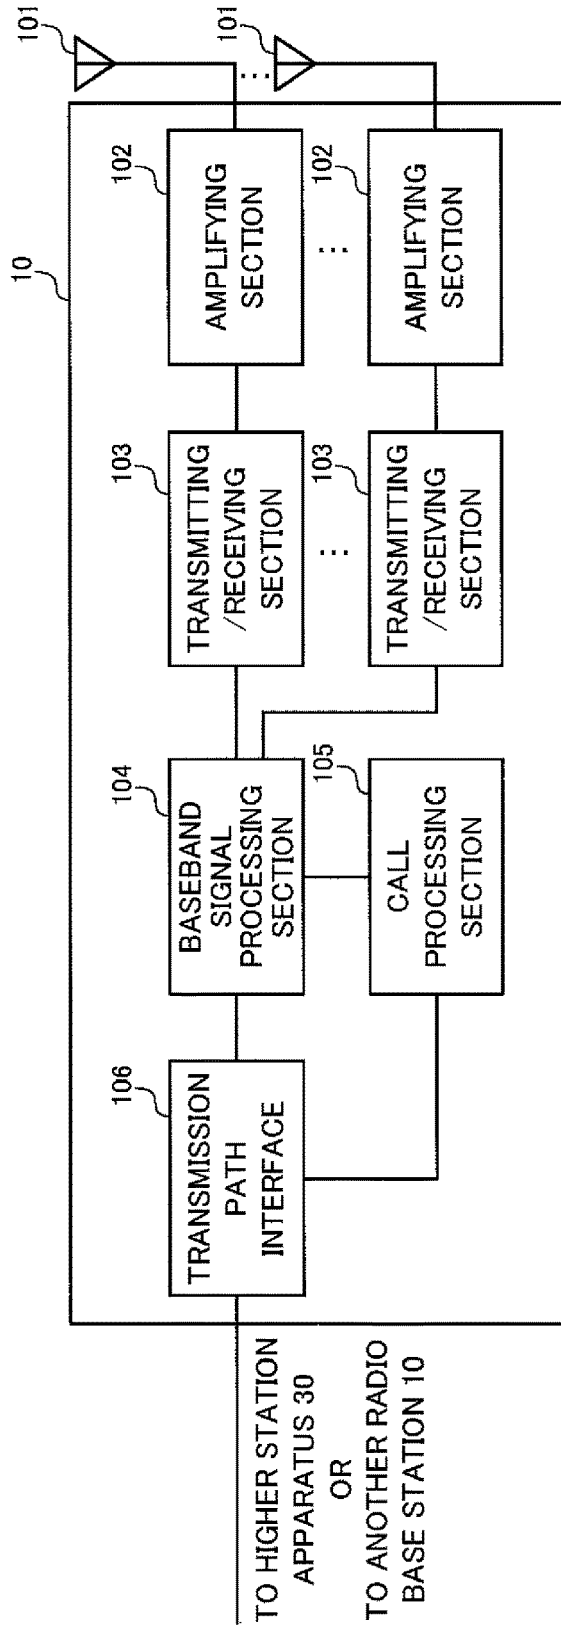 10
101
101
...
102
AMPLIFYING
SECTION
...
102
AMPLIFYING
SECTION
103
TRANSMITTING
/RECEIVING
SECTION
...
103
TRANSMITTING
/RECEIVING
SECTION
104
BASEBAND
SIGNAL
PROCESSING
SECTION
105
CALL
PROCESSING
SECTION
106
TRANSMISSION
PATH
INTERFACE
TO HIGHER STATION
APPARATUS 30
OR
TO ANOTHER RADIO
BASE STATION 10